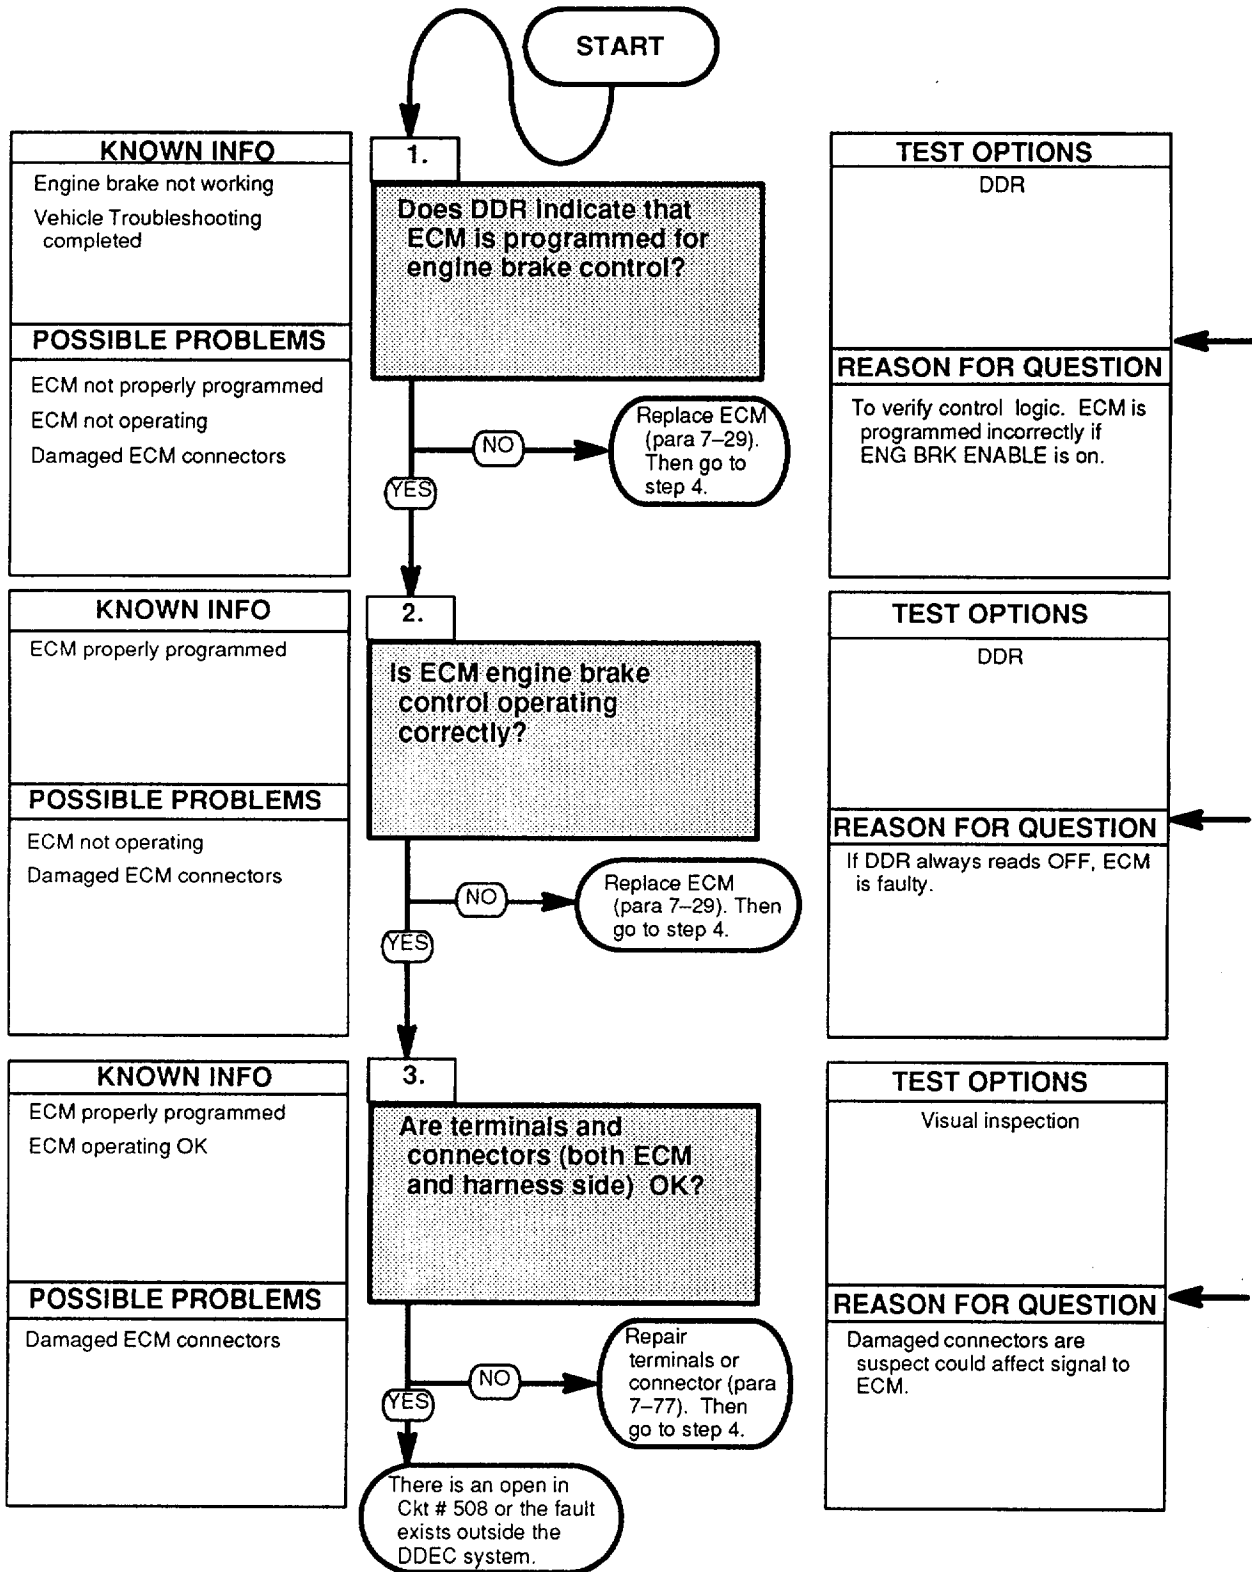 START
KNOWN INFO
Engine brake not working
Vehicle Troubleshooting
completed
POSSIBLE PROBLEMS
ECM not properly programmed
ECM not operating
Damaged ECM connectors
1.
Does DDR indicate that
ECM is programmed for
engine brake control?
NO
Replace ECM
(para 7–29).
Then go to
step 4.
YES
TEST OPTIONS
DDR
REASON FOR QUESTION
To verify control logic. ECM is
programmed incorrectly if
ENG BRK ENABLE is on.
KNOWN INFO
ECM properly programmed
POSSIBLE PROBLEMS
ECM not operating
Damaged ECM connectors
2.
Is ECM engine brake
control operating
correctly?
NO
Replace ECM
(para 7–29). Then
go to step 4.
YES
TEST OPTIONS
DDR
REASON FOR QUESTION
If DDR always reads OFF, ECM
is faulty.
KNOWN INFO
ECM properly programmed
ECM operating OK
POSSIBLE PROBLEMS
Damaged ECM connectors
3.
Are terminals and
connectors (both ECM
and harness side) OK?
NO
Repair
terminals or
connector (para
7–77). Then
go to step 4.
YES
There is an open in
Ckt # 508 or the fault
exists outside the
DDEC system.
TEST OPTIONS
Visual inspection
REASON FOR QUESTION
Damaged connectors are
suspect could affect signal to
ECM.